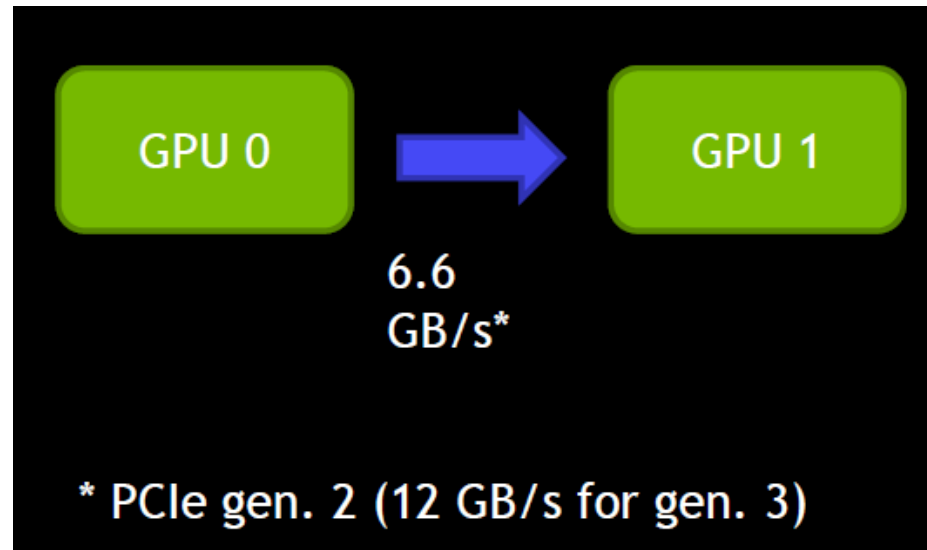 GPU 0
GPU 1
6.6
GB/s*
* PCIe gen. 2 (12 GB/s for gen. 3)